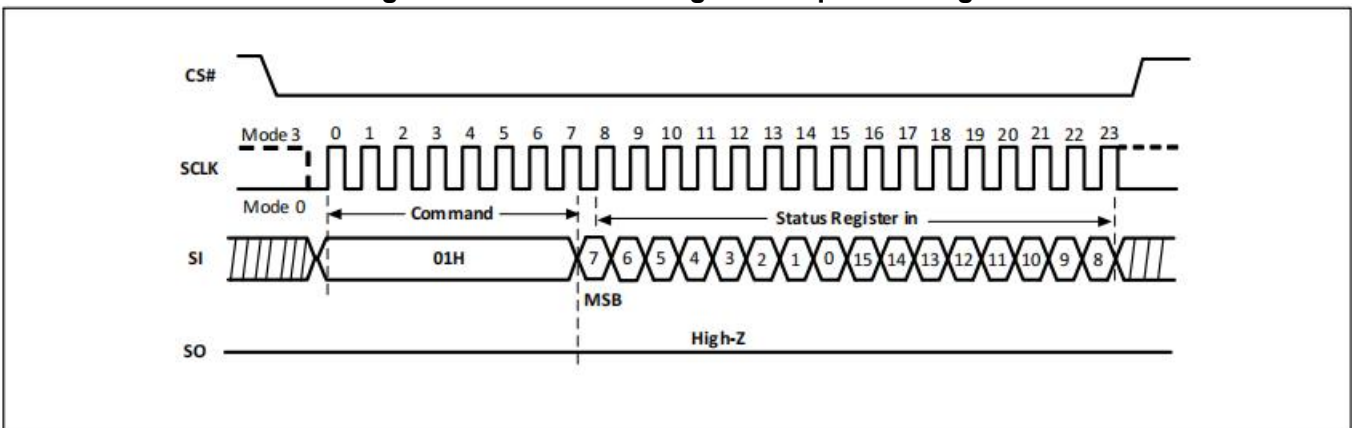 CS#
Mode 3 0 1 2 3 4 5 6 7 8 9 10 11 12 13 14 15 16 17 18 19 20 21 22 23
SCLK
Mode 0 Command Status Register in
SI 01H 7 6 5 4 3 2 1 0 15 14 13 12 11 10 9 8
MSB
High-Z
SO